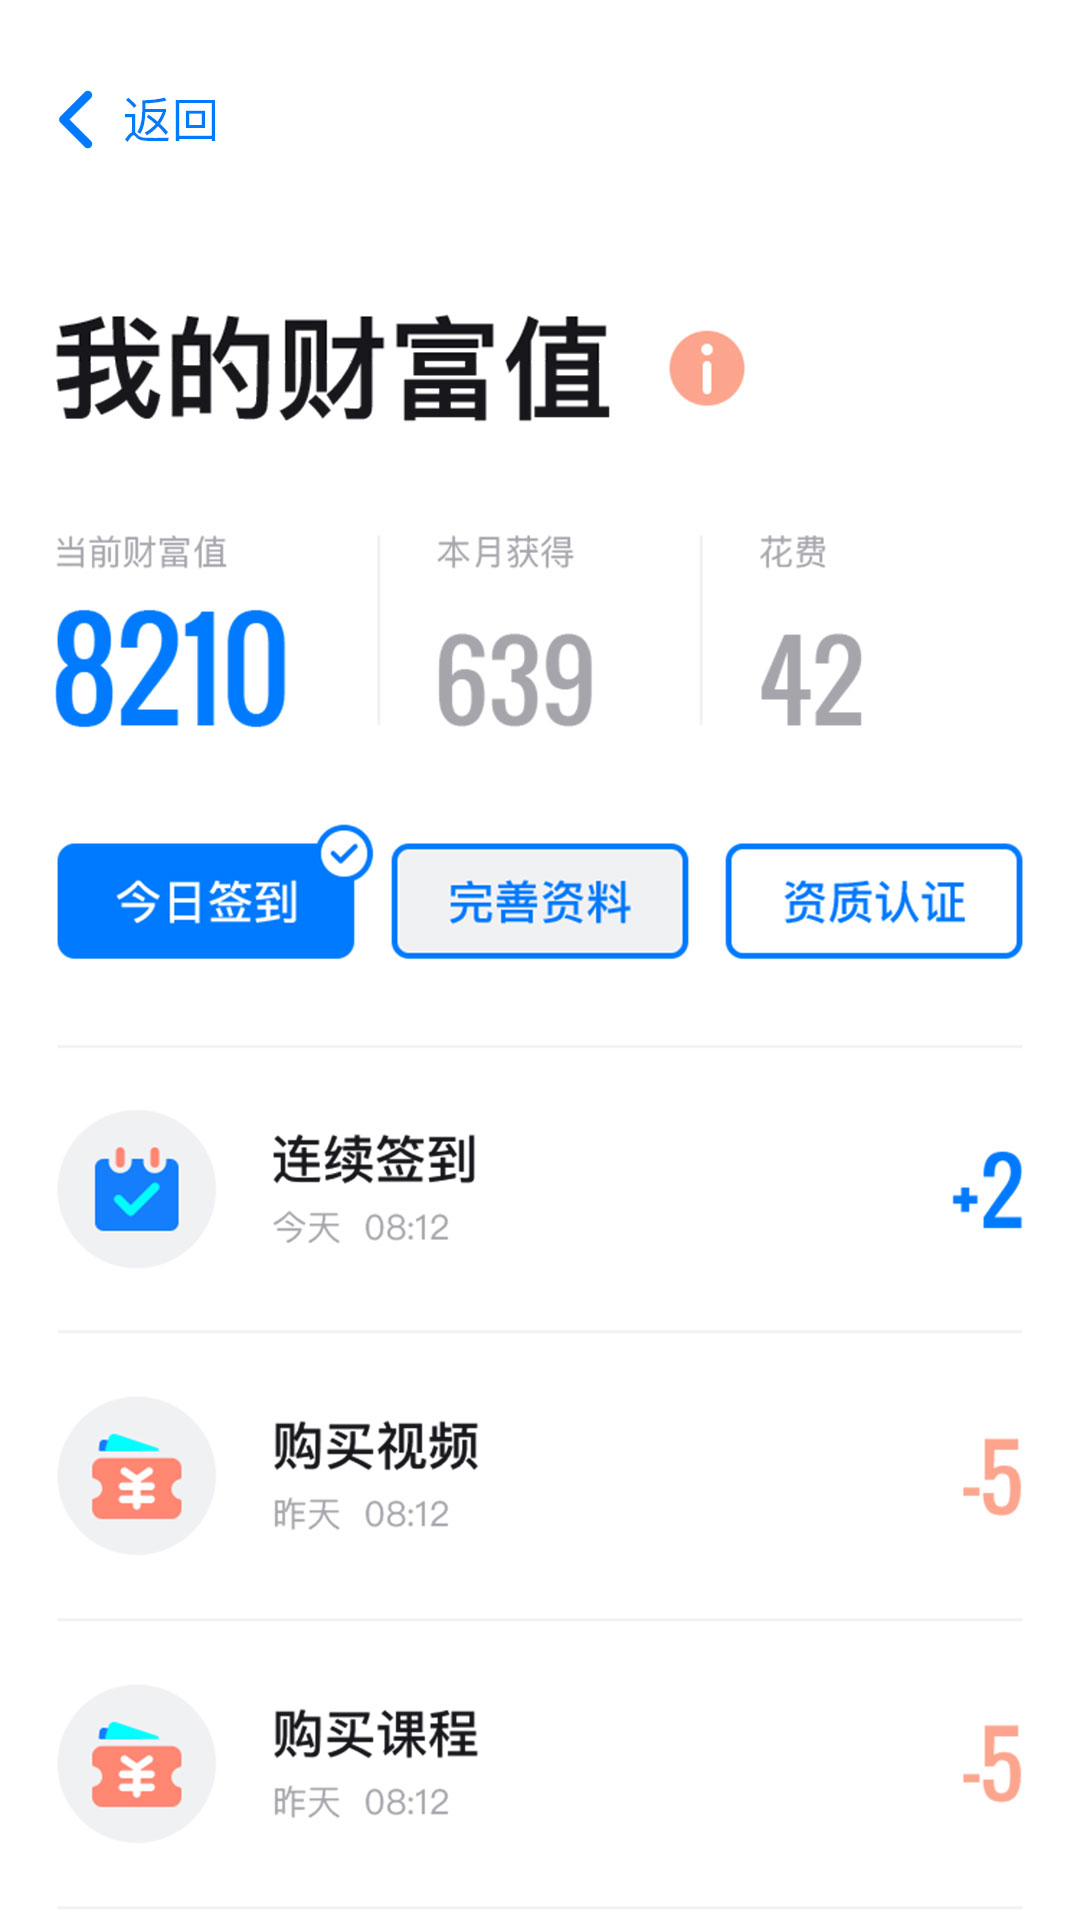 返回
我的财富值
当前财富值 本月获得 花费
8210 639 42
今日签到 完善资料 资质认证
连续签到
今天 08:12
+2
购买视频
昨天 08:12
-5
购买课程
昨天 08:12
-5